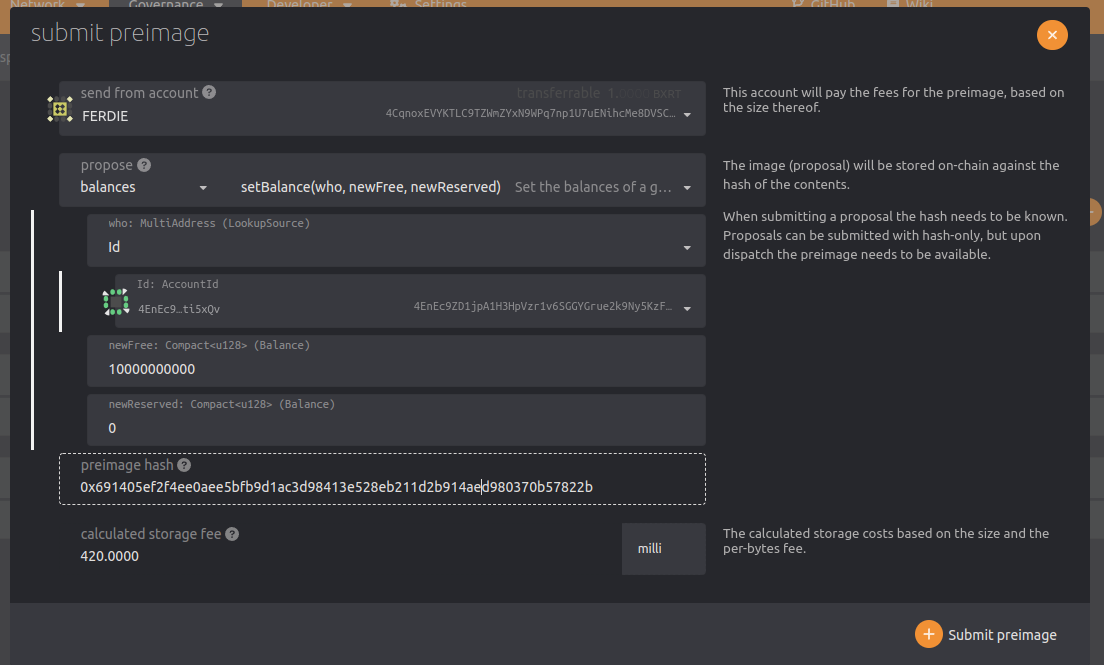 Network Governance Developer Settings GitHub Wiki
submit preimage
send from account
transferrable 1.0000 BXRT
FERDIE
4CqnoxEVYKTLC9TZWmZYxN9WPq7np1U7uENihcMe8DVSC…
This account will pay the fees for the preimage, based on
the size thereof.
propose
balances
setBalance(who, newFree, newReserved) Set the balances of a g…
The image (proposal) will be stored on-chain against the
hash of the contents.
When submitting a proposal the hash needs to be known.
Proposals can be submitted with hash-only, but upon
dispatch the preimage needs to be available.
who: MultiAddress (LookupSource)
Id
Id: AccountId
4EnEc9…ti5xQv
4EnEc9ZD1jpA1H3HpVzr1v6SGGYGrue2k9Ny5KzF…
newFree: Compact<u128> (Balance)
10000000000
newReserved: Compact<u128> (Balance)
0
preimage hash
0x691405ef2f4ee0aee5bfb9d1ac3d98413e528eb211d2b914aed980370b57822b
calculated storage fee
420.0000
milli
The calculated storage costs based on the size and the
per-bytes fee.
Submit preimage